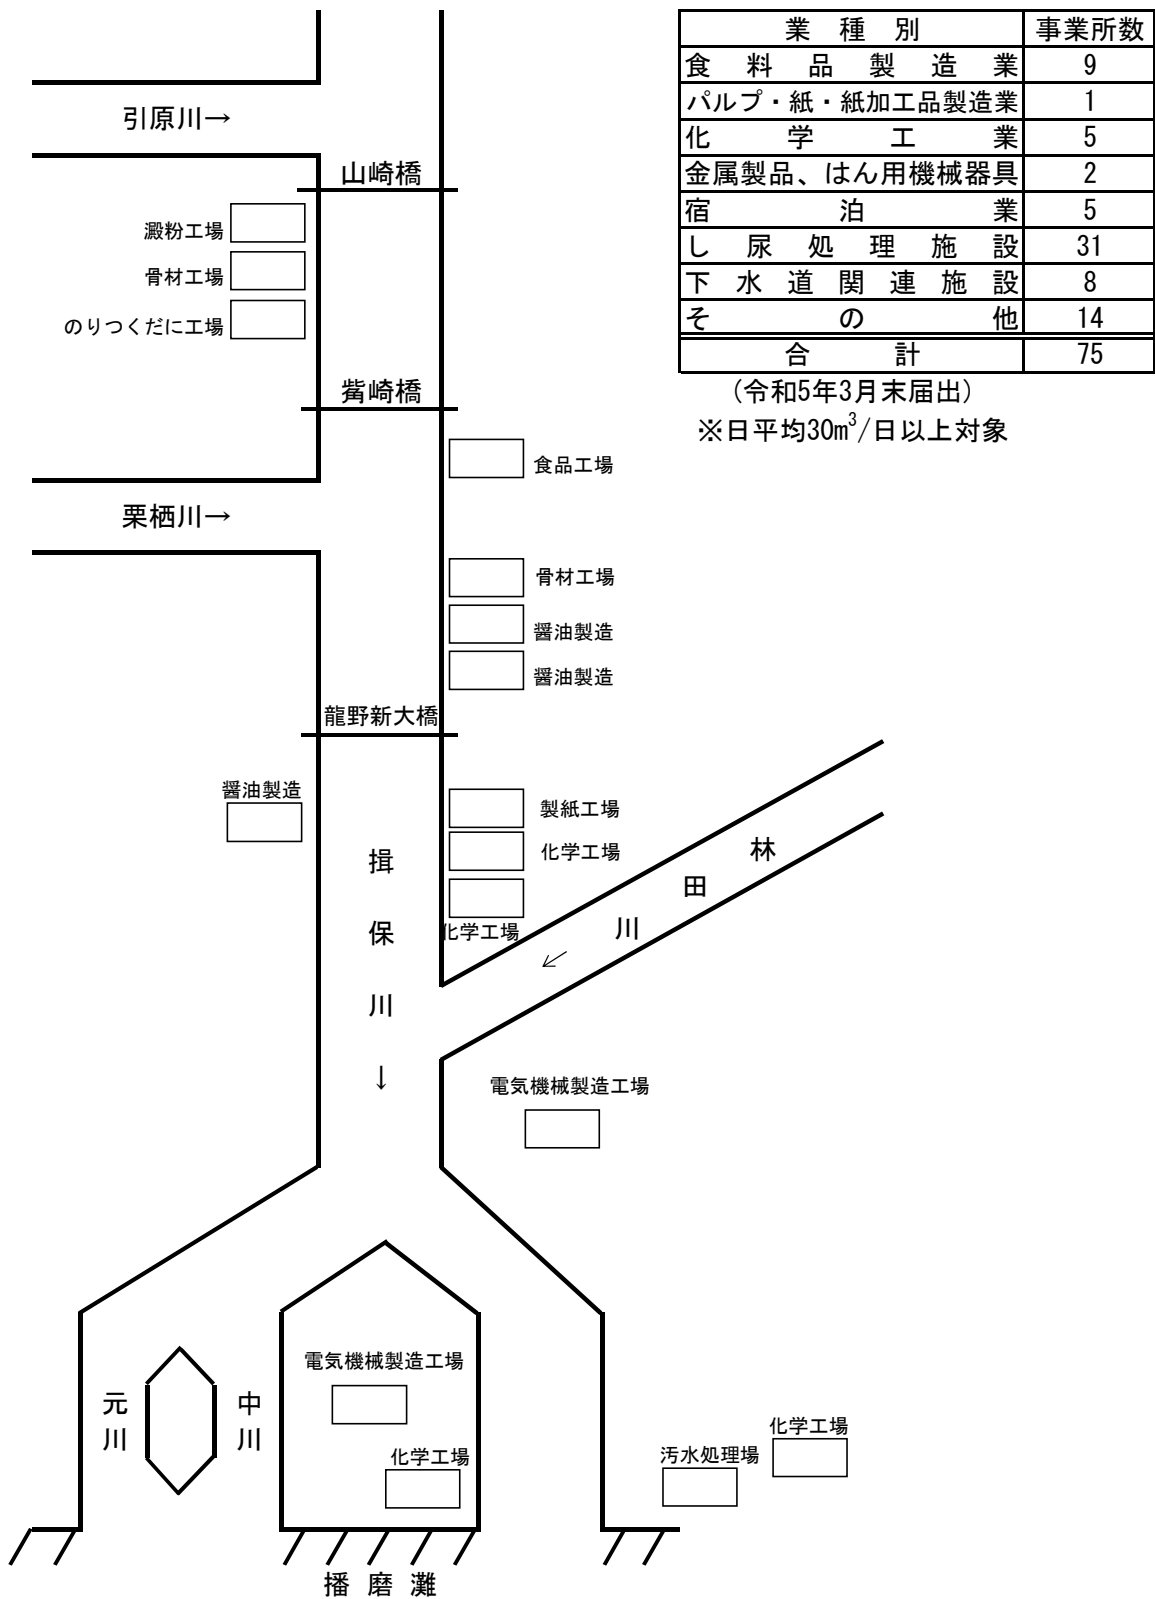 業種別 事業所数
食料品製造業 9
パルプ・紙・紙加工品製造業 1
化学工業 5
金属製品、はん用機械器具 2
宿泊業 5
し尿処理施設 31
下水道関連施設 8
その他 14
合計 75
(令和5年3月末届出)
※日平均30m³/日以上対象
引原川→
山崎橋
澱粉工場
骨材工場
のりつくだに工場
觜崎橋
食品工場
栗栖川→
骨材工場
醤油製造
醤油製造
龍野新大橋
醤油製造
製紙工場
化学工場
化学工場
林田川
←
揖保川
↓
電気機械製造工場
電気機械製造工場
化学工場
元川
中川
化学工場
汚水処理場
播磨灘